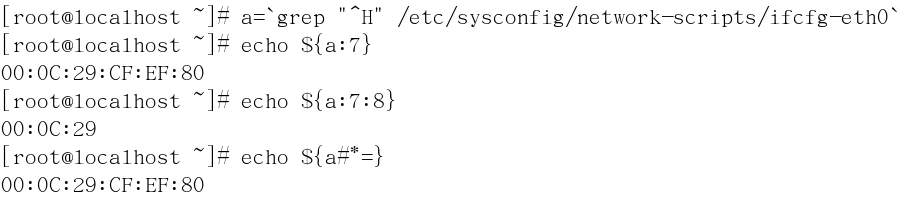 [root@localhost ~]# a=`grep "^H" /etc/sysconfig/network-scripts/ifcfg-eth0`
[root@localhost ~]# echo ${a:7}
00:0C:29:CF:EF:80
[root@localhost ~]# echo ${a:7:8}
00:0C:29
[root@localhost ~]# echo ${a#*=}
00:0C:29:CF:EF:80